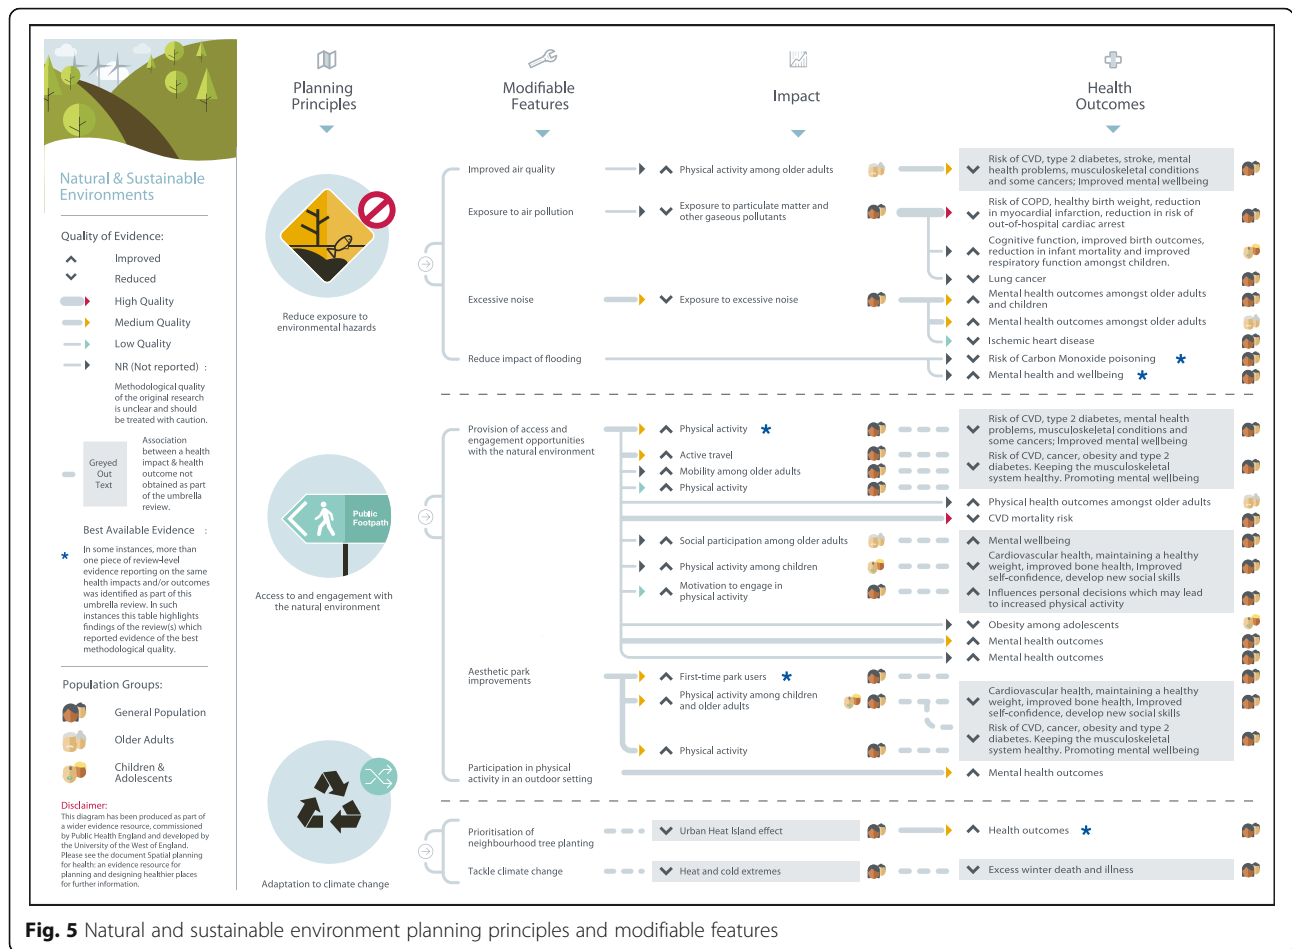 Planning
Principles
Modifiable
Features
Impact
Health
Outcomes
Natural & Sustainable
Environments
Quality of Evidence:
Improved
Reduced
High Quality
Medium Quality
Low Quality
NR (Not reported) :
Methodological quality
of the original research
is unclear and should
be treated with caution.
Greyed
Out
Text
Association
between a health
impact & health
outcome not
obtained as part
of the umbrella
review.
Best Available Evidence :
* In some instances, more than
one piece of review-level
evidence reporting on the same
health impacts and/or outcomes
was identified as part of this
umbrella review. In such
instances this table highlights
findings of the review(s) which
reported evidence of the best
methodological quality.
Population Groups:
General Population
Older Adults
Children &
Adolescents
Disclaimer:
This diagram has been produced as part of
a wider evidence resource, commissioned
by Public Health England and developed by
the University of the West of England.
Please see the document Spatial planning
for health: an evidence resource for
planning and designing healthier places
for further information.
Reduce exposure to
environmental hazards
Improved air quality
Physical activity among older adults
Risk of CVD, type 2 diabetes, stroke, mental
health problems, musculoskeletal conditions
and some cancers; Improved mental wellbeing
Exposure to air pollution
Exposure to particulate matter and
other gaseous pollutants
Risk of COPD, healthy birth weight, reduction
in myocardial infarction, reduction in risk of
out-of-hospital cardiac arrest
Cognitive function, improved birth outcomes,
reduction in infant mortality and improved
respiratory function amongst children.
Lung cancer
Excessive noise
Exposure to excessive noise
Mental health outcomes amongst older adults
and children
Mental health outcomes amongst older adults
Ischemic heart disease
Reduce impact of flooding
Risk of Carbon Monoxide poisoning *
Mental health and wellbeing *
Public
Footpath
Access to and engagement with
the natural environment
Provision of access and
engagement opportunities
with the natural environment
Physical activity *
Risk of CVD, type 2 diabetes, mental health
problems, musculoskeletal conditions and
some cancers; Improved mental wellbeing
Active travel
Mobility among older adults
Physical activity
Risk of CVD, cancer, obesity and type 2
diabetes. Keeping the musculoskeletal
system healthy. Promoting mental wellbeing
Physical health outcomes amongst older adults
CVD mortality risk
Social participation among older adults
Mental wellbeing
Physical activity among children
Cardiovascular health, maintaining a healthy
weight, improved bone health, Improved
self-confidence, develop new social skills
Motivation to engage in
physical activity
Influences personal decisions which may lead
to increased physical activity
Obesity among adolescents
Mental health outcomes
Mental health outcomes
Aesthetic park
improvements
First-time park users *
Physical activity among children
and older adults
Cardiovascular health, maintaining a healthy
weight, improved bone health, Improved
self-confidence, develop new social skills
Physical activity
Risk of CVD, cancer, obesity and type 2
diabetes. Keeping the musculoskeletal
system healthy. Promoting mental wellbeing
Participation in physical
activity in an outdoor setting
Mental health outcomes
Adaptation to climate change
Prioritisation of
neighbourhood tree planting
Urban Heat Island effect
Health outcomes *
Tackle climate change
Heat and cold extremes
Excess winter death and illness
Fig. 5 Natural and sustainable environment planning principles and modifiable features